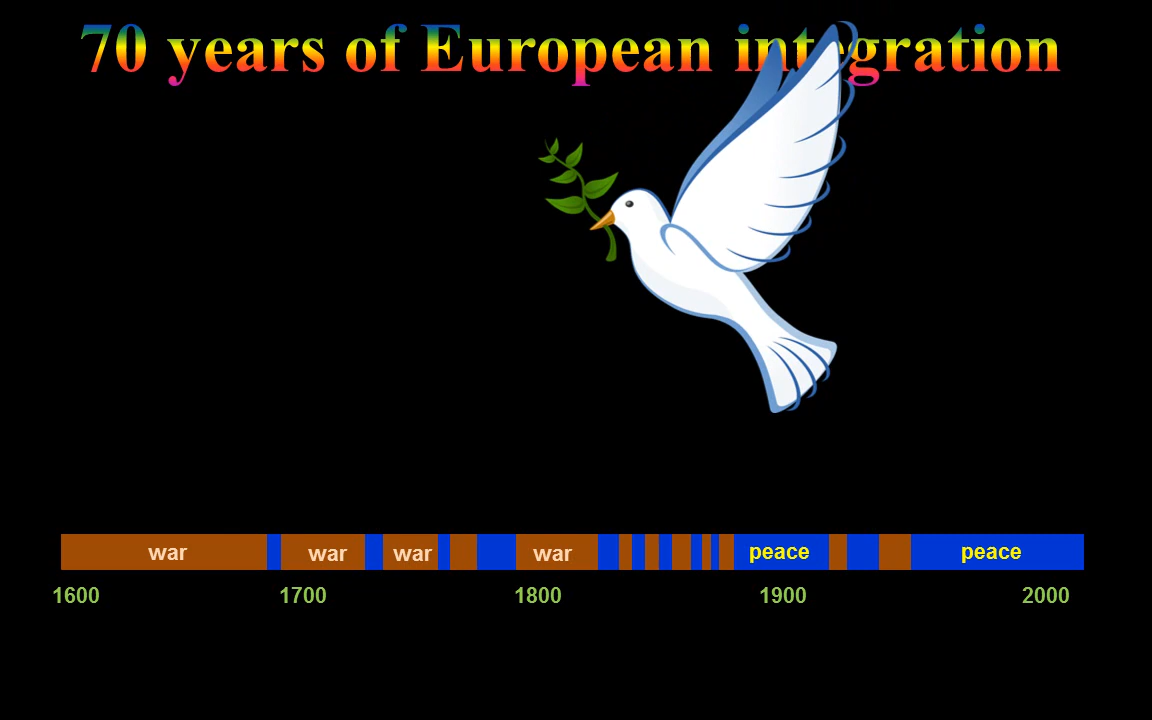 70 years of European integration
war war war war peace peace
1600 1700 1800 1900 2000